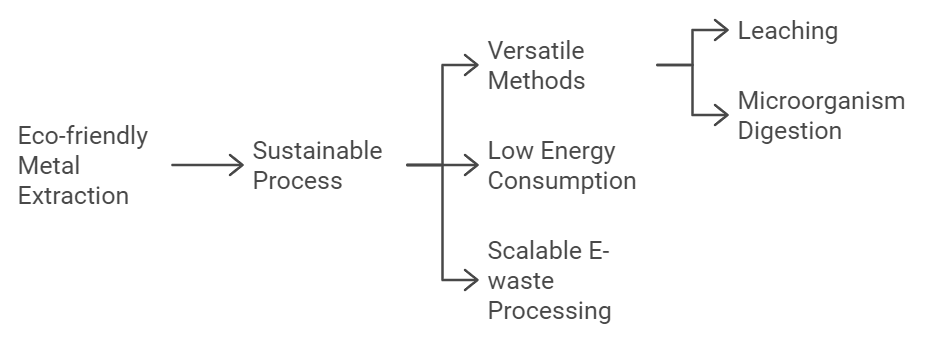 Eco-friendly
Metal
Extraction
Sustainable
Process
Versatile
Methods
Leaching
Microorganism
Digestion
Low Energy
Consumption
Scalable E-
waste
Processing